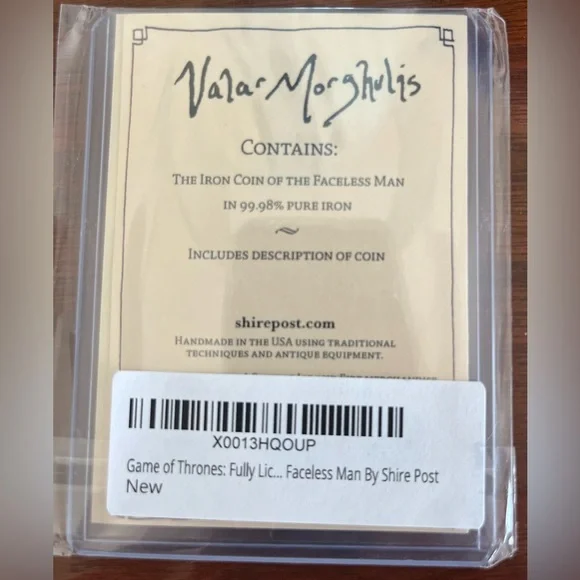 Valar Morghulis
CONTAINS:
THE IRON COIN OF THE FACELESS MAN
IN 99.98% PURE IRON
~
INCLUDES DESCRIPTION OF COIN
shirepost.com
HANDMADE IN THE USA USING TRADITIONAL
TECHNIQUES AND ANTIQUE EQUIPMENT.
X0013HQOUP
Game of Thrones: Fully Lic... Faceless Man By Shire Post
New